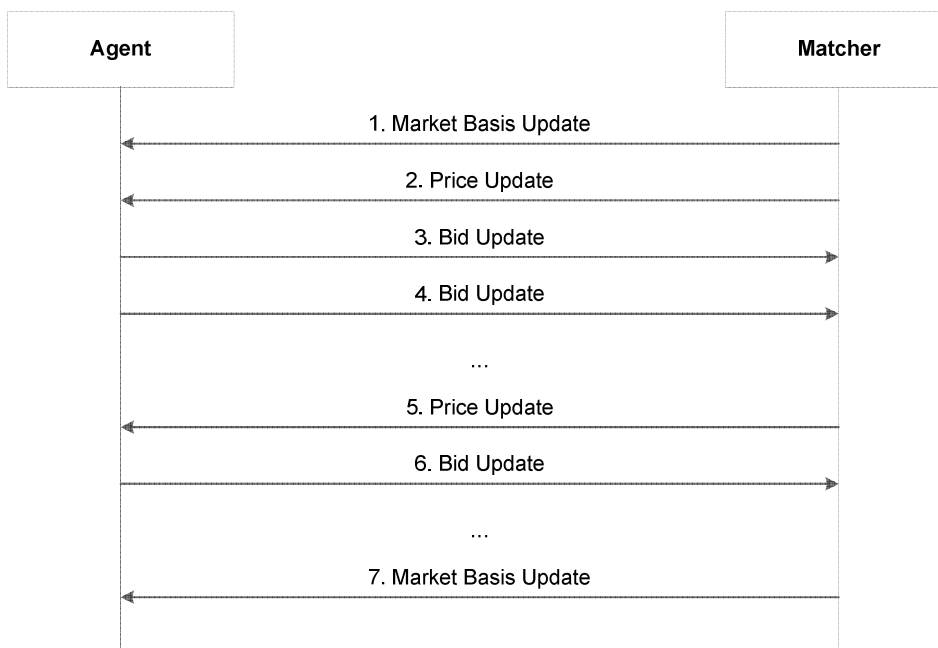 Agent
Matcher
1. Market Basis Update
2. Price Update
3. Bid Update
4. Bid Update
...
5. Price Update
6. Bid Update
...
7. Market Basis Update